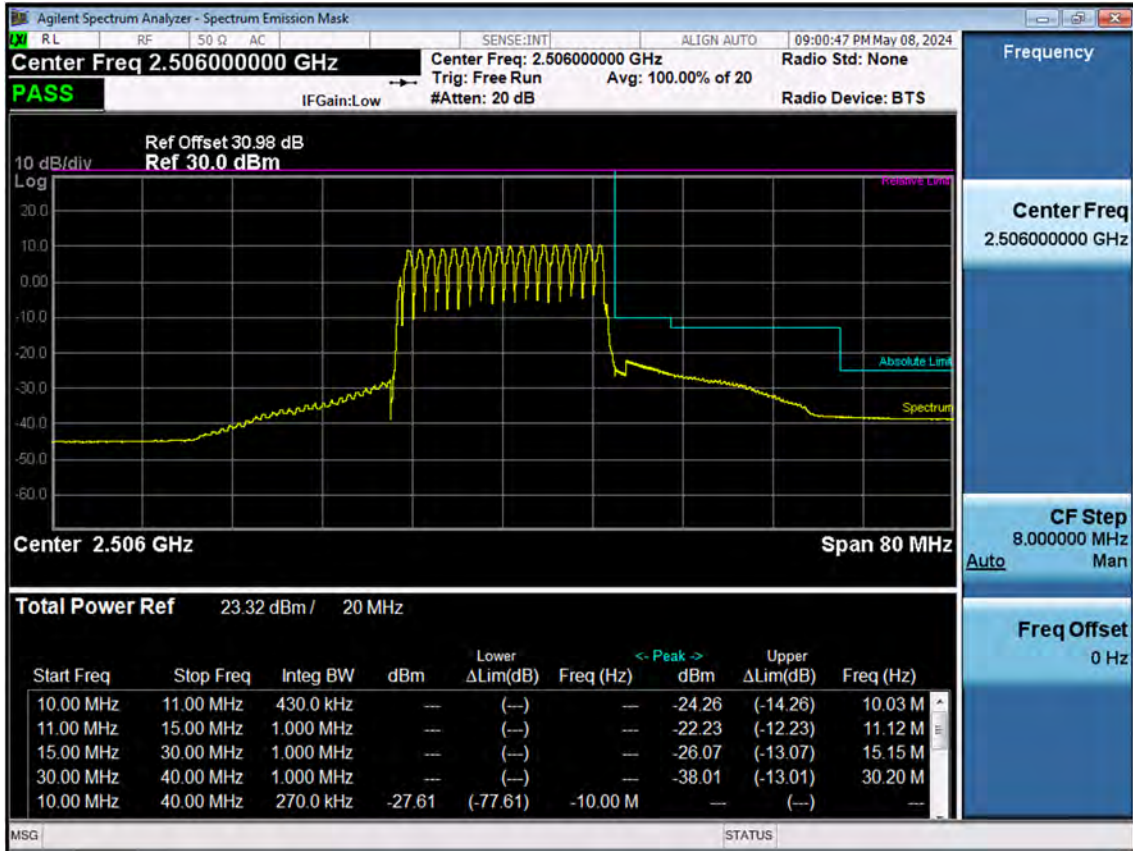 Agilent Spectrum Analyzer - Spectrum Emission Mask
LXI RL RF 50 Ω AC SENSE:INT ALIGN AUTO 09:00:47 PM May 08, 2024
Center Freq 2.506000000 GHz Center Freq: 2.506000000 GHz Radio Std: None
Trig: Free Run Avg: 100.00% of 20
PASS IFGain:Low #Atten: 20 dB Radio Device: BTS
Ref Offset 30.98 dB
10 dB/div Ref 30.0 dBm
Log
Relative Limit
20.0
10.0
0.00
-10.0
-20.0
Absolute Limit
-30.0
Spectrum
-40.0
-50.0
-60.0
Center 2.506 GHz Span 80 MHz
Total Power Ref 23.32 dBm / 20 MHz
Lower <- Peak -> Upper
Start Freq Stop Freq Integ BW dBm ΔLim(dB) Freq (Hz) dBm ΔLim(dB) Freq (Hz)
10.00 MHz 11.00 MHz 430.0 kHz --- (---) --- -24.26 (-14.26) 10.03 M
11.00 MHz 15.00 MHz 1.000 MHz --- (---) --- -22.23 (-12.23) 11.12 M
15.00 MHz 30.00 MHz 1.000 MHz --- (---) --- -26.07 (-13.07) 15.15 M
30.00 MHz 40.00 MHz 1.000 MHz --- (---) --- -38.01 (-13.01) 30.20 M
10.00 MHz 40.00 MHz 270.0 kHz -27.61 (-77.61) -10.00 M --- (---) ---
MSG STATUS
Frequency
Center Freq
2.506000000 GHz
CF Step
8.000000 MHz
Auto Man
Freq Offset
0 Hz